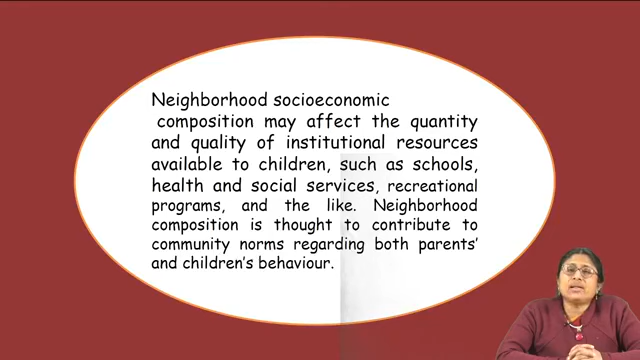 Neighborhood socioeconomic
composition may affect the quantity
and quality of institutional resources
available to children, such as schools,
health and social services, recreational
programs, and the like. Neighborhood
composition is thought to contribute to
community norms regarding both parents'
and children's behaviour.